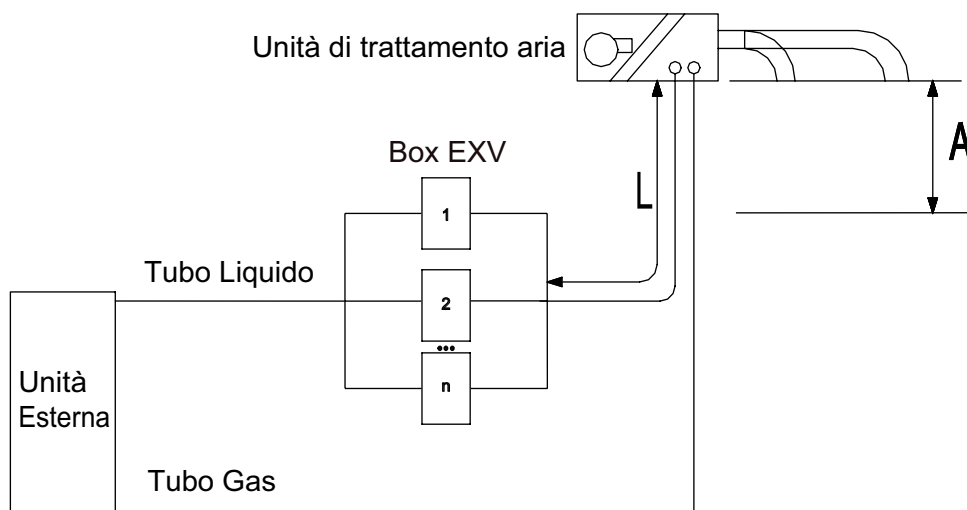 Unità di trattamento aria
A
Box EXV
L
1
Tubo Liquido
2
•••
n
Unità
Esterna
Tubo Gas